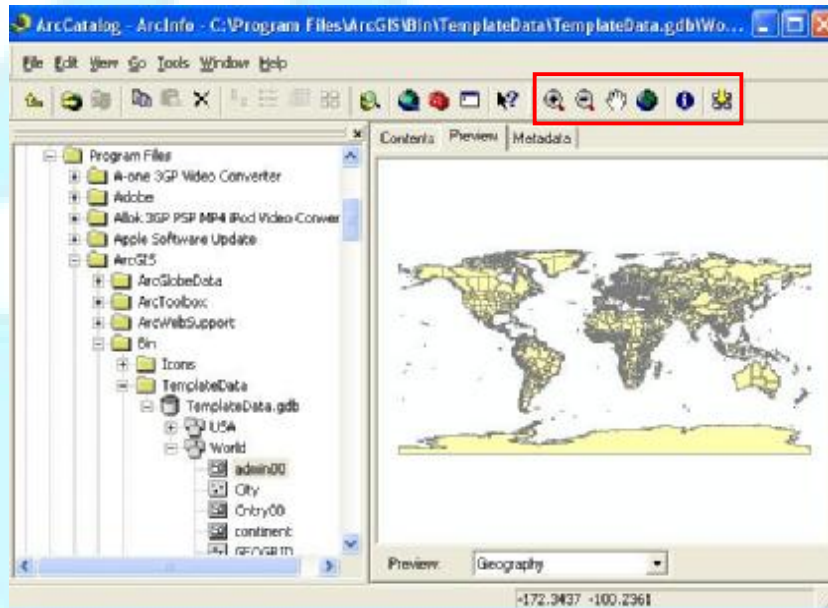 ArcCatalog - ArcInfo - C:\Program Files\ArcGIS\Bin\TemplateData\TemplateData.gdb\Wo...
File Edit View Go Tools Window Help
Contents Preview Metadata
Program Files
A-one 3GP Video Converter
Adobe
Allok 3GP PSP MP4 iPod Video Conver
Apple Software Update
ArcGIS
ArcGlobeData
ArcToolbox
ArcWebSupport
Bin
Icons
TemplateData
TemplateData.gdb
USA
World
admin00
City
Cntry00
continent
GEOGRID
Preview: Geography
-172.3437 -100.2361